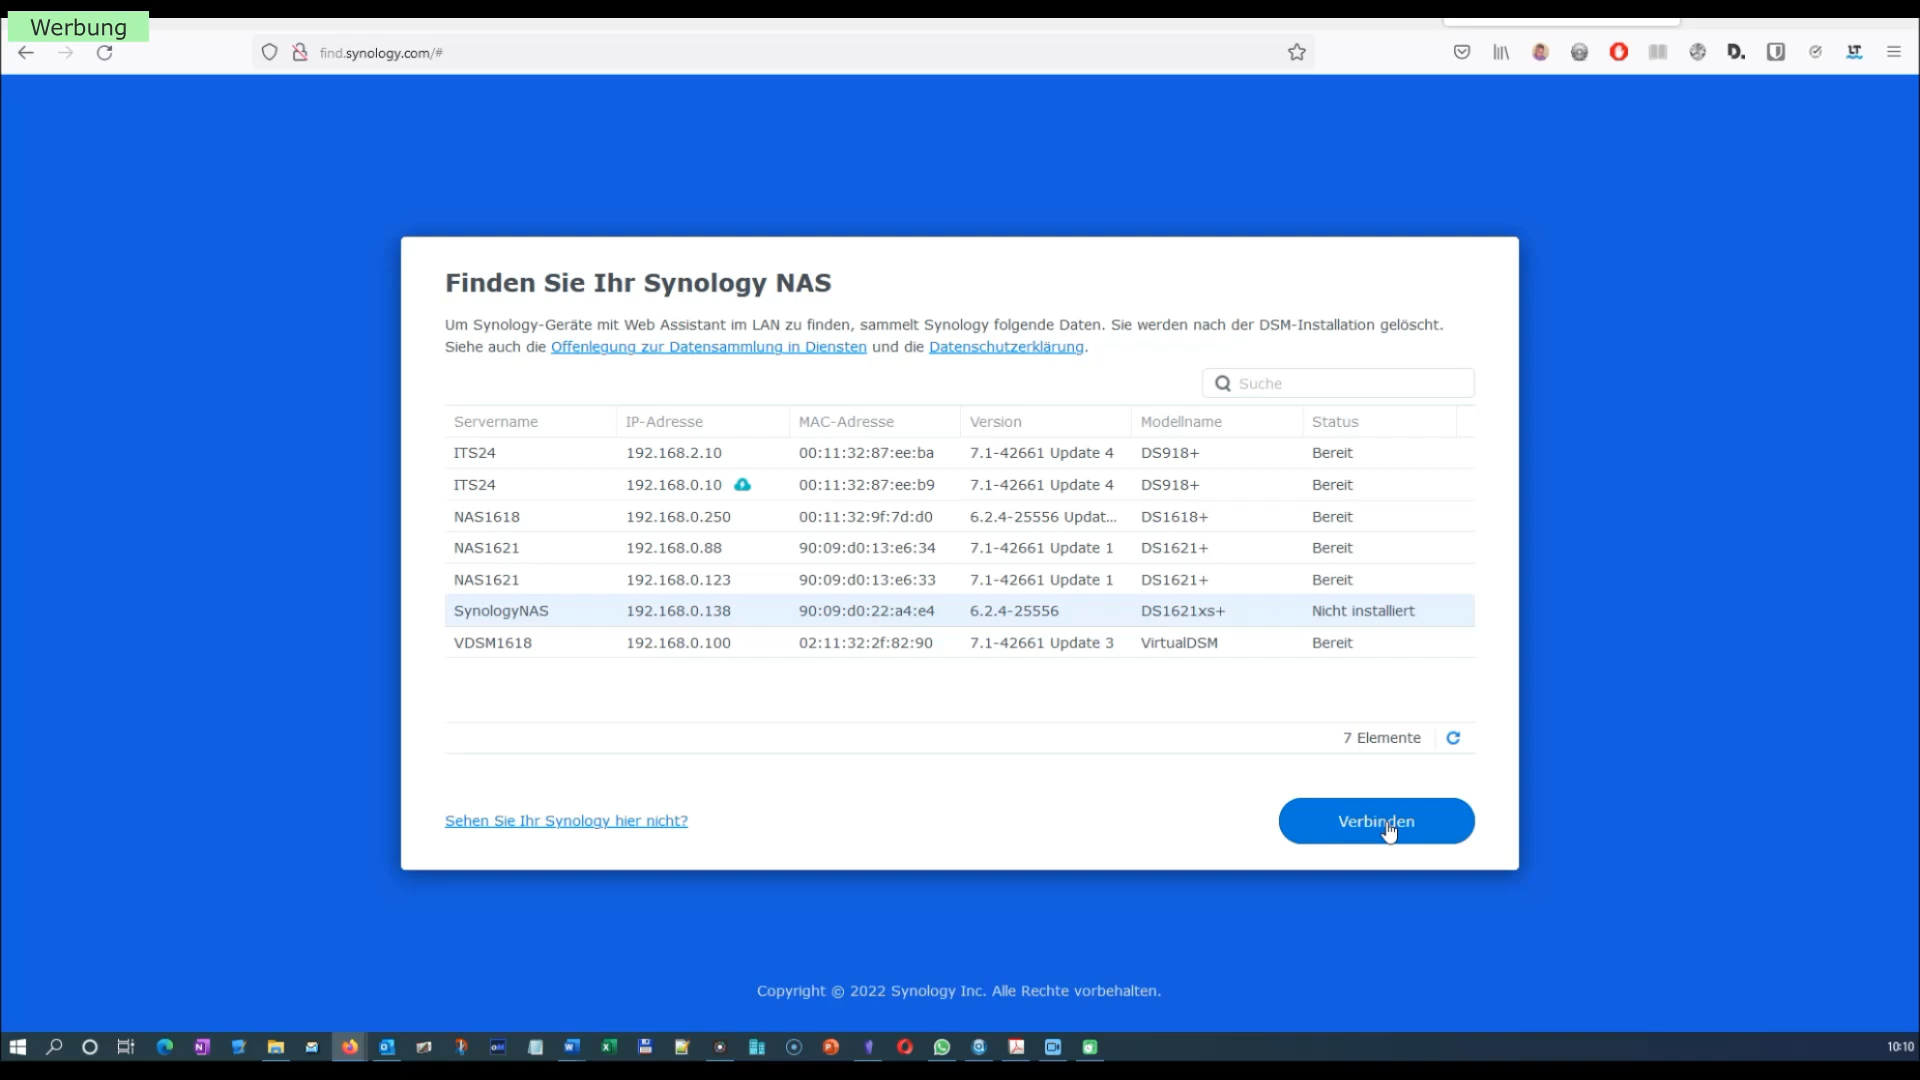 Werbung
find.synology.com/#
Finden Sie Ihr Synology NAS
Um Synology-Geräte mit Web Assistant im LAN zu finden, sammelt Synology folgende Daten. Sie werden nach der DSM-Installation gelöscht.
Siehe auch die Offenlegung zur Datensammlung in Diensten und die Datenschutzerklärung.
Suche
Servername IP-Adresse MAC-Adresse Version Modellname Status
ITS24 192.168.2.10 00:11:32:87:ee:ba 7.1-42661 Update 4 DS918+ Bereit
ITS24 192.168.0.10 00:11:32:87:ee:b9 7.1-42661 Update 4 DS918+ Bereit
NAS1618 192.168.0.250 00:11:32:9f:7d:d0 6.2.4-25556 Updat... DS1618+ Bereit
NAS1621 192.168.0.88 90:09:d0:13:e6:34 7.1-42661 Update 1 DS1621+ Bereit
NAS1621 192.168.0.123 90:09:d0:13:e6:33 7.1-42661 Update 1 DS1621+ Bereit
SynologyNAS 192.168.0.138 90:09:d0:22:a4:e4 6.2.4-25556 DS1621xs+ Nicht installiert
VDSM1618 192.168.0.100 02:11:32:2f:82:90 7.1-42661 Update 3 VirtualDSM Bereit
7 Elemente
Sehen Sie Ihr Synology hier nicht?
Verbinden
Copyright © 2022 Synology Inc. Alle Rechte vorbehalten.
10:10